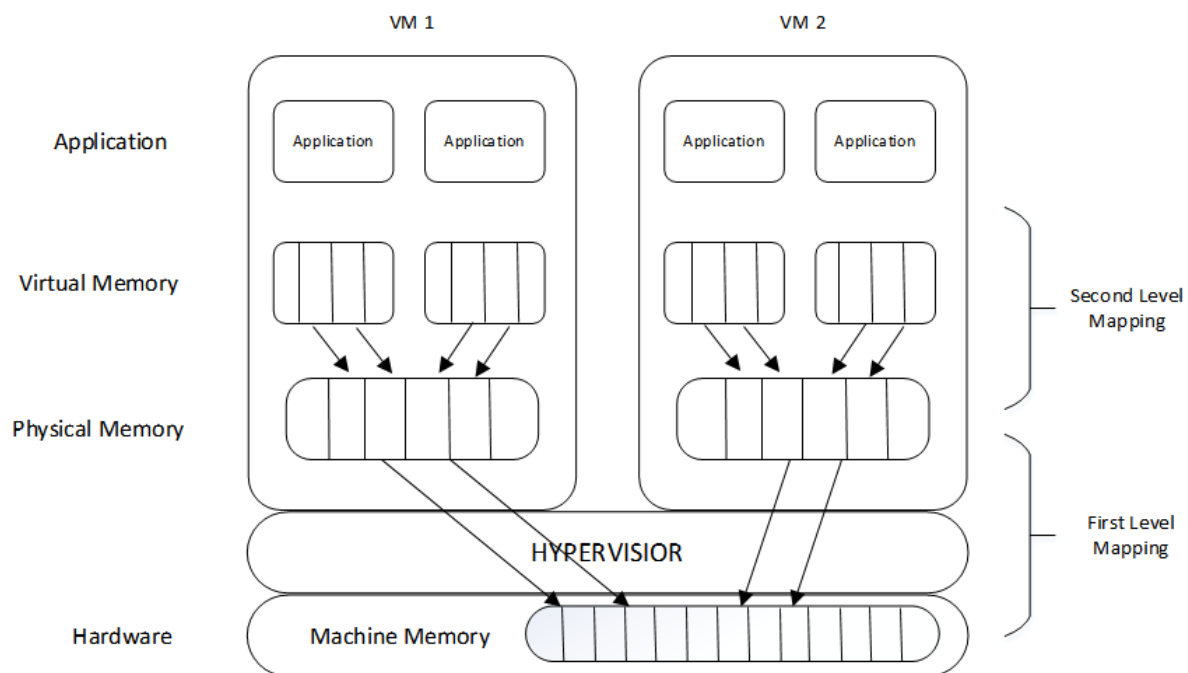 VM 1
VM 2
Application
Application
Application
Application
Application
Virtual Memory
Second Level
Mapping
Physical Memory
First Level
Mapping
HYPERVISIOR
Hardware
Machine Memory